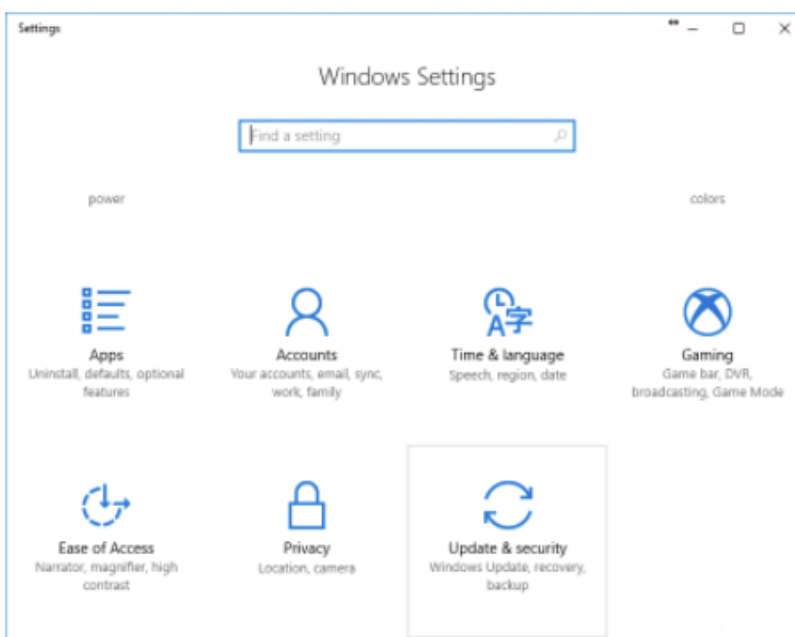 Settings
Windows Settings
Find a setting
power
colors
Apps
Uninstall, defaults, optional
features
Accounts
Your accounts, email, sync,
work, family
Time & language
Speech, region, date
Gaming
Game bar, DVR,
broadcasting, Game Mode
Ease of Access
Narrator, magnifier, high
contrast
Privacy
Location, camera
Update & security
Windows Update, recovery,
backup